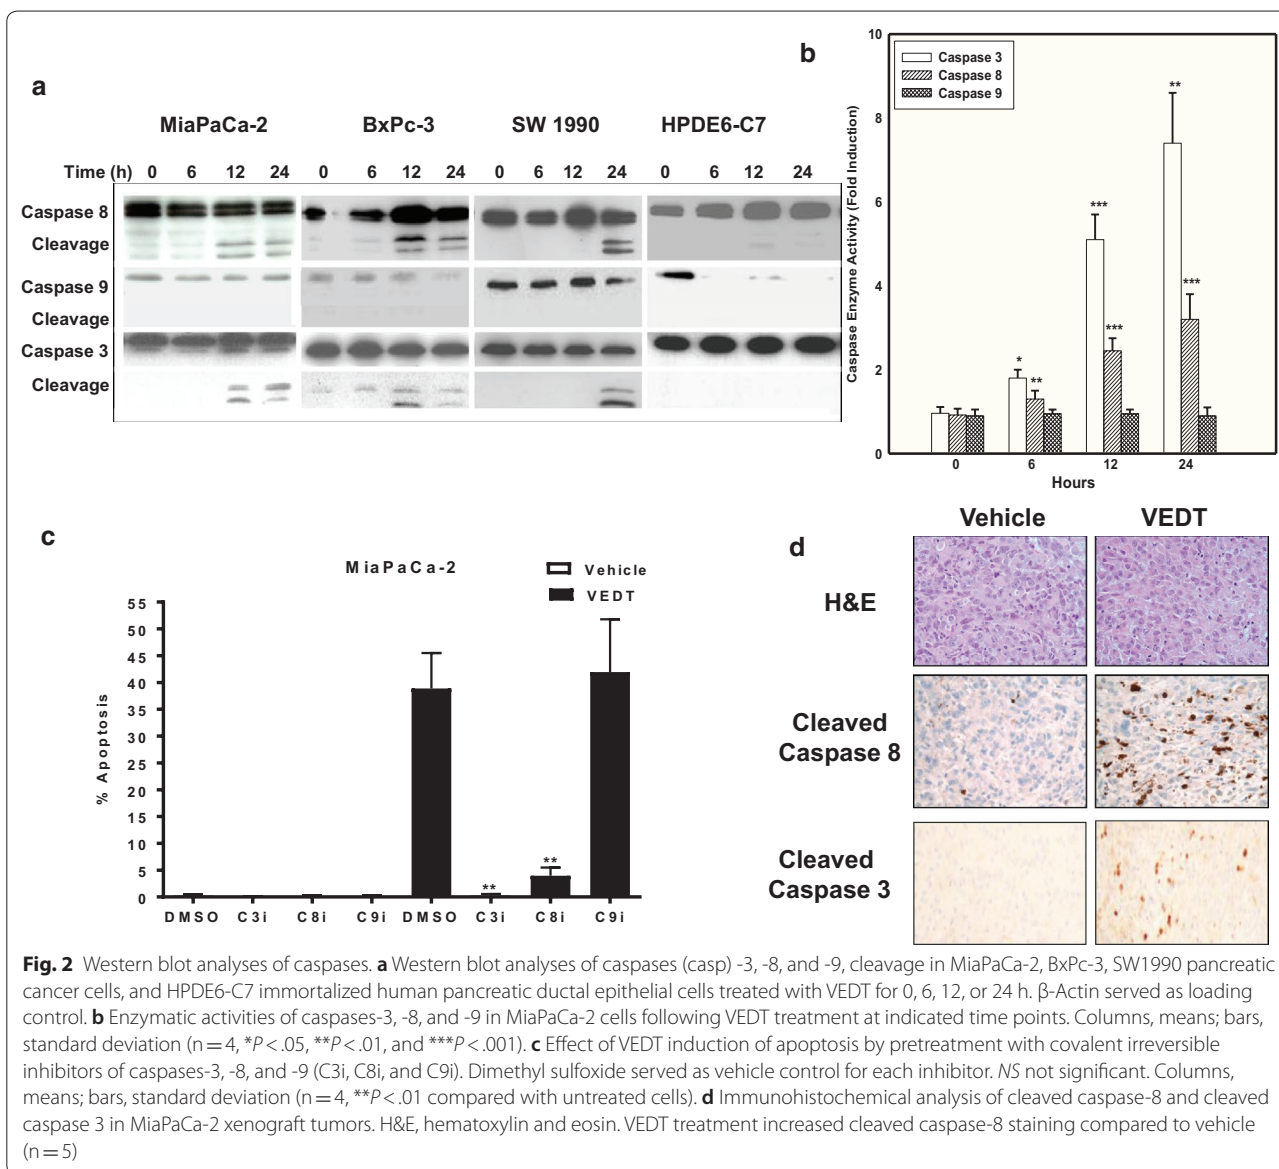 a
MiaPaCa-2 BxPc-3 SW 1990 HPDE6-C7
Time (h) 0 6 12 24 0 6 12 24 0 6 12 24 0 6 12 24
Caspase 8
Cleavage
Caspase 9
Cleavage
Caspase 3
Cleavage
b
Caspase Enzyme Activity (Fold Induction)
10
8
6
4
2
0
Caspase 3
Caspase 8
Caspase 9
* ** *** *** ** ***
0 6 12 24
Hours
c
MiaPaCa-2
Vehicle
VEDT
% Apoptosis
55
50
45
40
35
30
25
20
15
10
5
0
** **
DMSO C3i C8i C9i DMSO C3i C8i C9i
d
Vehicle VEDT
H&E
Cleaved
Caspase 8
Cleaved
Caspase 3
Fig. 2 Western blot analyses of caspases. a Western blot analyses of caspases (casp) -3, -8, and -9, cleavage in MiaPaCa-2, BxPc-3, SW1990 pancreatic
cancer cells, and HPDE6-C7 immortalized human pancreatic ductal epithelial cells treated with VEDT for 0, 6, 12, or 24 h. β-Actin served as loading
control. b Enzymatic activities of caspases-3, -8, and -9 in MiaPaCa-2 cells following VEDT treatment at indicated time points. Columns, means; bars,
standard deviation (n = 4, *P < .05, **P < .01, and ***P < .001). c Effect of VEDT induction of apoptosis by pretreatment with covalent irreversible
inhibitors of caspases-3, -8, and -9 (C3i, C8i, and C9i). Dimethyl sulfoxide served as vehicle control for each inhibitor. NS not significant. Columns,
means; bars, standard deviation (n = 4, **P < .01 compared with untreated cells). d Immunohistochemical analysis of cleaved caspase-8 and cleaved
caspase 3 in MiaPaCa-2 xenograft tumors. H&E, hematoxylin and eosin. VEDT treatment increased cleaved caspase-8 staining compared to vehicle
(n = 5)